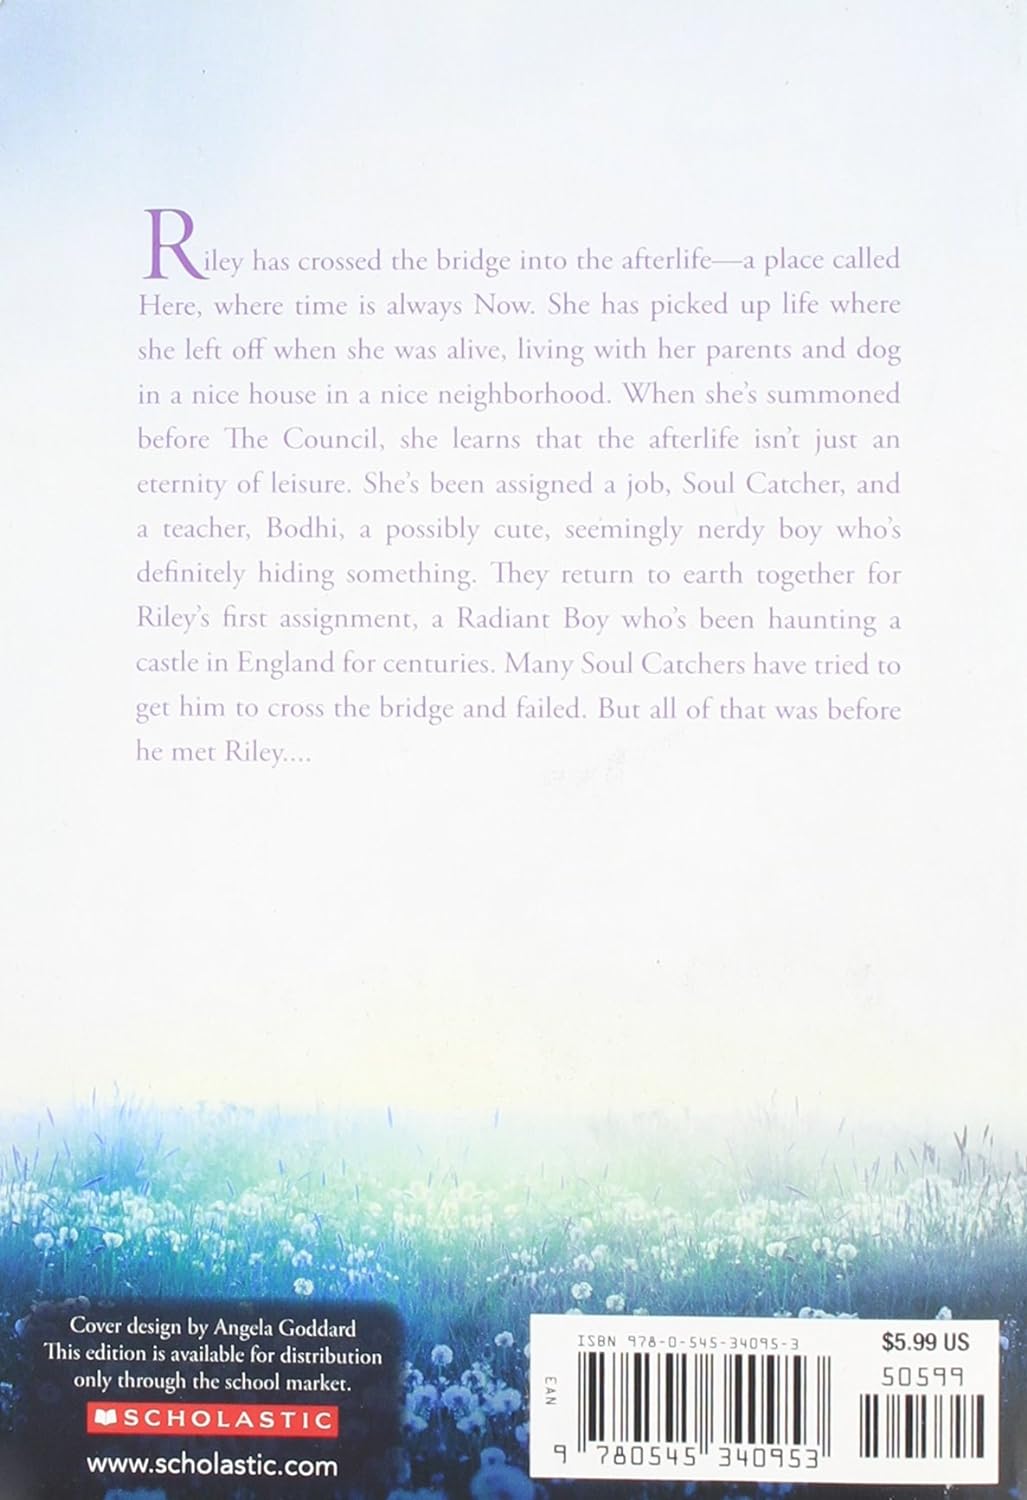 Riley has crossed the bridge into the afterlife—a place called
Here, where time is always Now. She has picked up life where
she left off when she was alive, living with her parents and dog
in a nice house in a nice neighborhood. When she's summoned
before The Council, she learns that the afterlife isn't just an
eternity of leisure. She's been assigned a job, Soul Catcher, and
a teacher, Bodhi, a possibly cute, seemingly nerdy boy who's
definitely hiding something. They return to earth together for
Riley's first assignment, a Radiant Boy who's been haunting a
castle in England for centuries. Many Soul Catchers have tried to
get him to cross the bridge and failed. But all of that was before
he met Riley....
Cover design by Angela Goddard
This edition is available for distribution
only through the school market.
SCHOLASTIC
www.scholastic.com
ISBN 978-0-545-34095-3
$5.99 US
50599
EAN
9 780545 340953